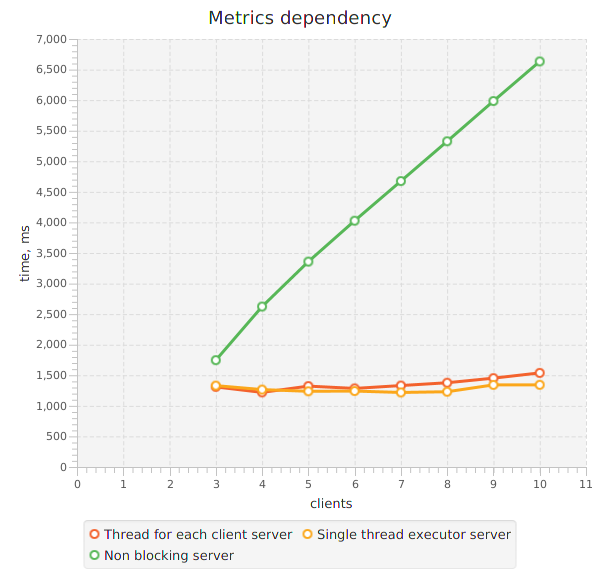 Metrics dependency
7,000
6,500
6,000
5,500
5,000
4,500
4,000
3,500
3,000
2,500
2,000
1,500
1,000
500
0
time, ms
0 1 2 3 4 5 6 7 8 9 10 11
clients
Thread for each client server Single thread executor server
Non blocking server